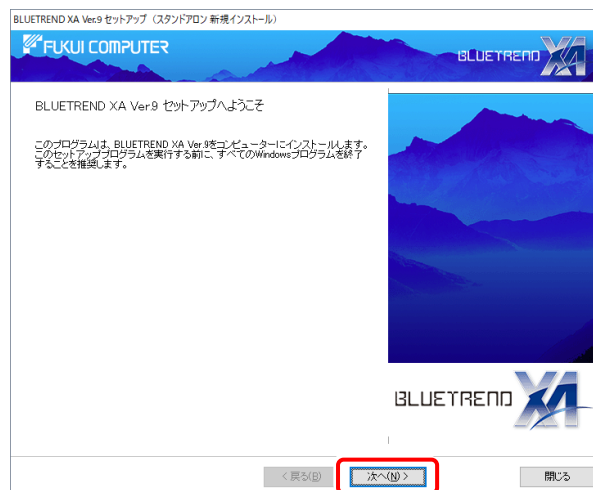 BLUETREND XA Ver.9 セットアップ （スタンドアロン 新規インストール）
FUKUI COMPUTER
BLUETREND XA
BLUETREND XA Ver.9 セットアップへようこそ
このプログラムは、BLUETREND XA Ver.9をコンピューターにインストールします。
このセットアッププログラムを実行する前に、すべてのWindowsプログラムを終了
することを推奨します。
BLUETREND XA
< 戻る(B)
次へ(N) >
閉じる